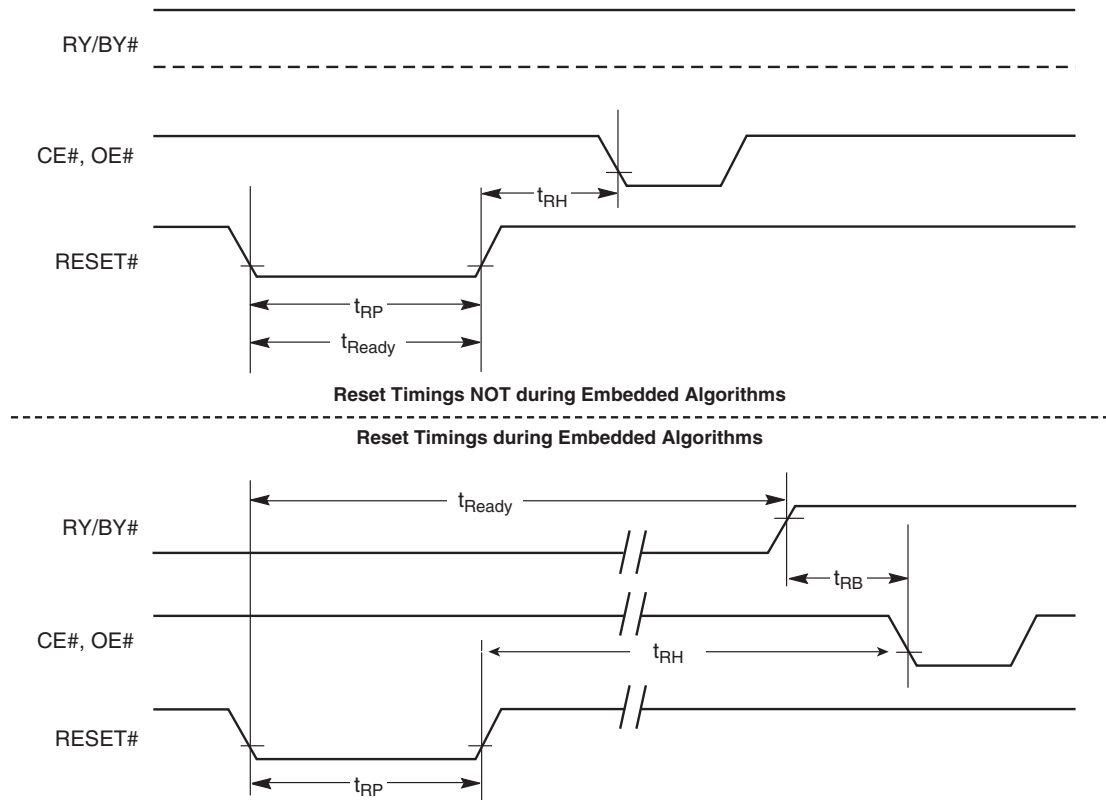 RY/BY#
CE#, OE#
tRH
RESET#
tRP
tReady
Reset Timings NOT during Embedded Algorithms
Reset Timings during Embedded Algorithms
tReady
RY/BY#
tRB
CE#, OE#
tRH
RESET#
tRP